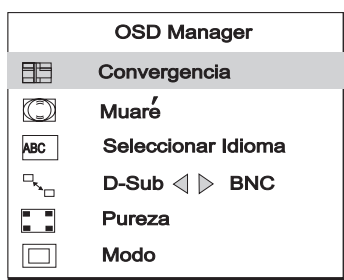 OSD Manager
Convergencia
Muaré
ABC Seleccionar Idioma
D-Sub ◁ ▷ BNC
Pureza
Modo